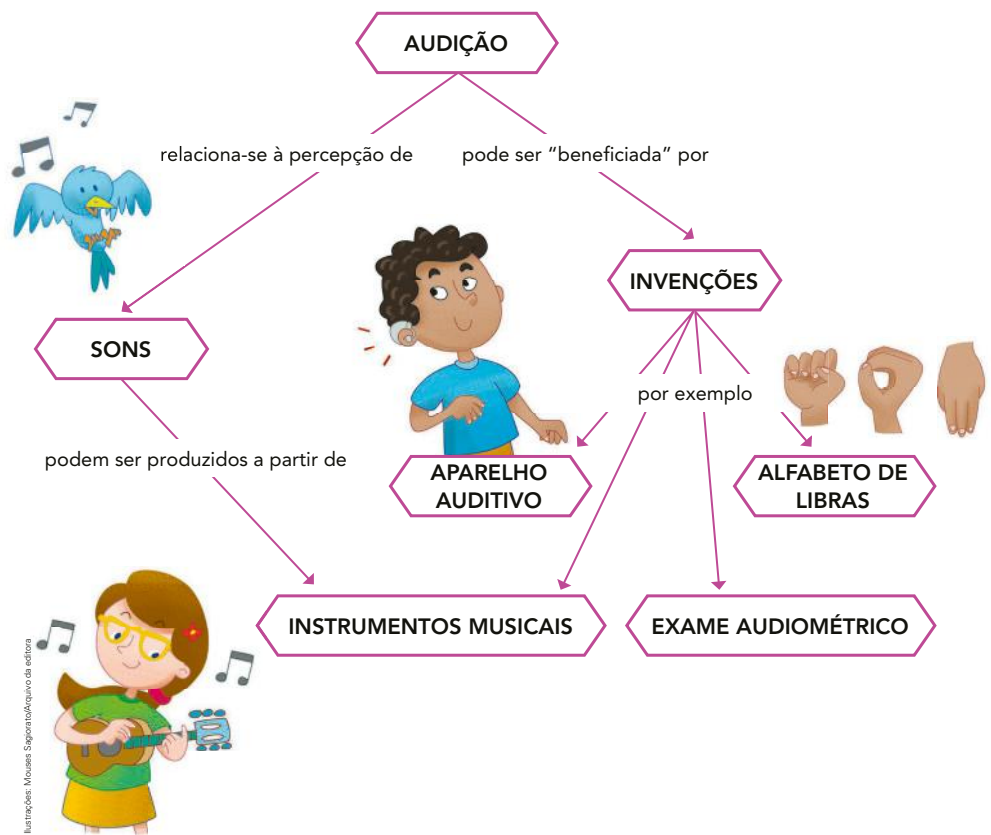 AUDIÇÃO
relaciona-se à percepção de
pode ser “beneficiada” por
INVENÇÕES
SONS
por exemplo
podem ser produzidos a partir de
APARELHO
AUDITIVO
ALFABETO DE
LIBRAS
INSTRUMENTOS MUSICAIS
EXAME AUDIOMÉTRICO
Ilustrações: Mouses Sagiorato/Arquivo da editora